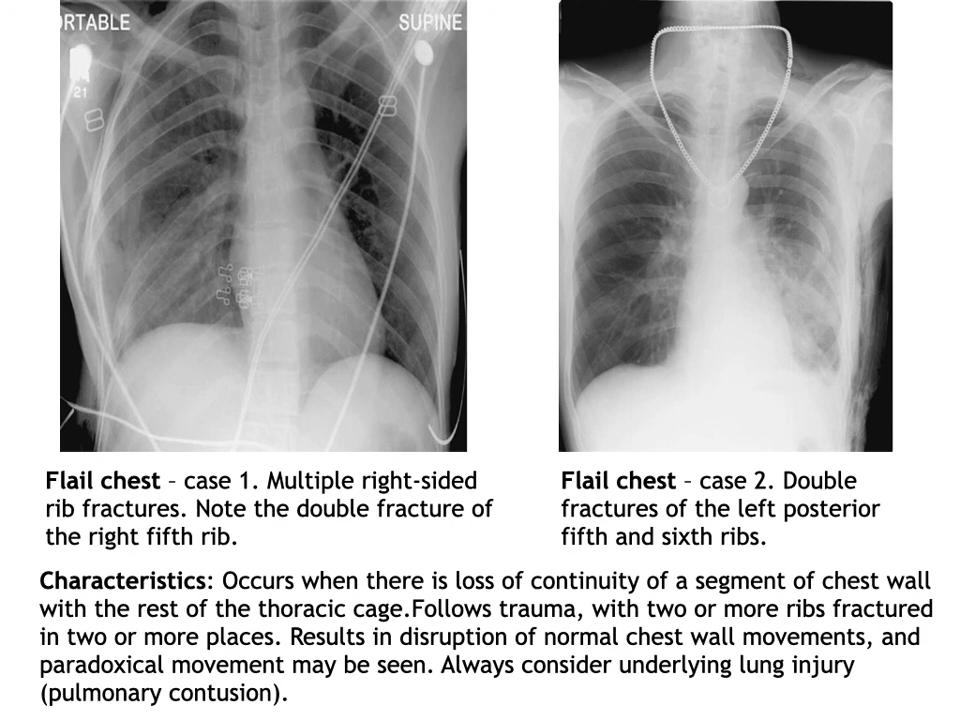 ORTABLE
SUPINE
21
Flail chest – case 1. Multiple right-sided
rib fractures. Note the double fracture of
the right fifth rib.
Flail chest – case 2. Double
fractures of the left posterior
fifth and sixth ribs.
Characteristics: Occurs when there is loss of continuity of a segment of chest wall
with the rest of the thoracic cage.Follows trauma, with two or more ribs fractured
in two or more places. Results in disruption of normal chest wall movements, and
paradoxical movement may be seen. Always consider underlying lung injury
(pulmonary contusion).